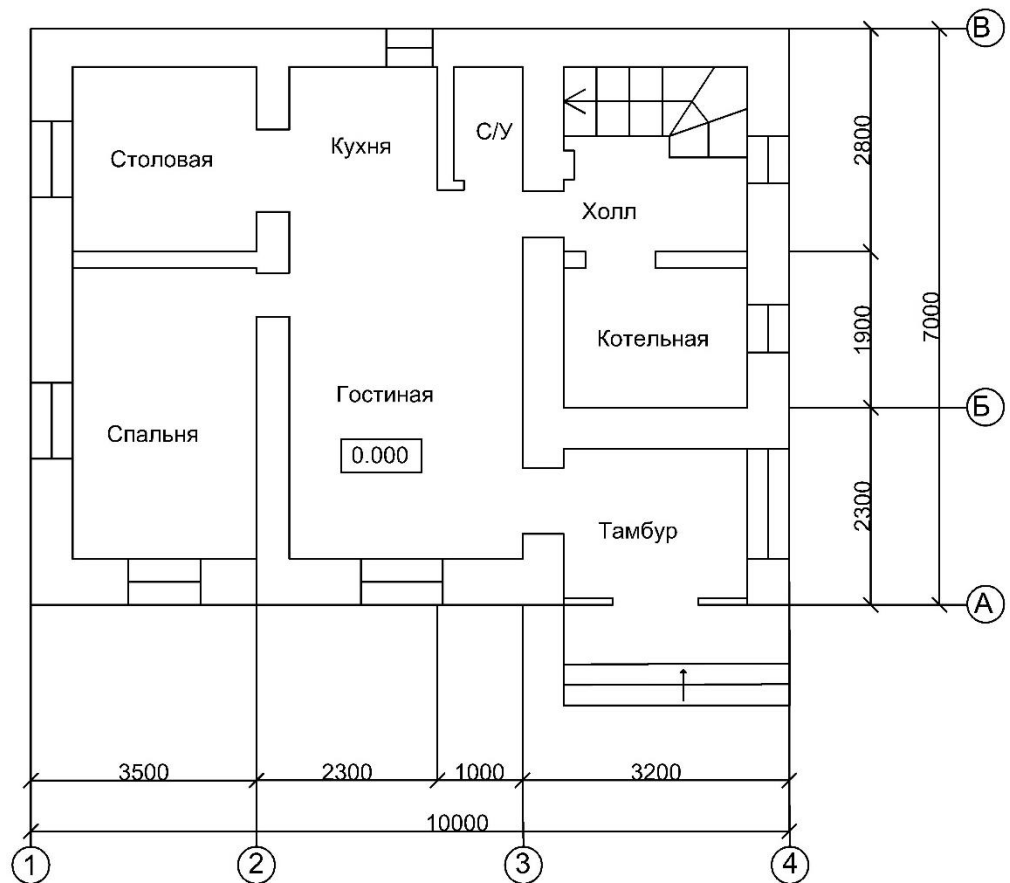 В
Столовая
Кухня
С/У
2800
Холл
Котельная
1900
7000
Гостиная
Б
Спальня
0.000
2300
Тамбур
А
3500
2300
1000
3200
10000
1
2
3
4